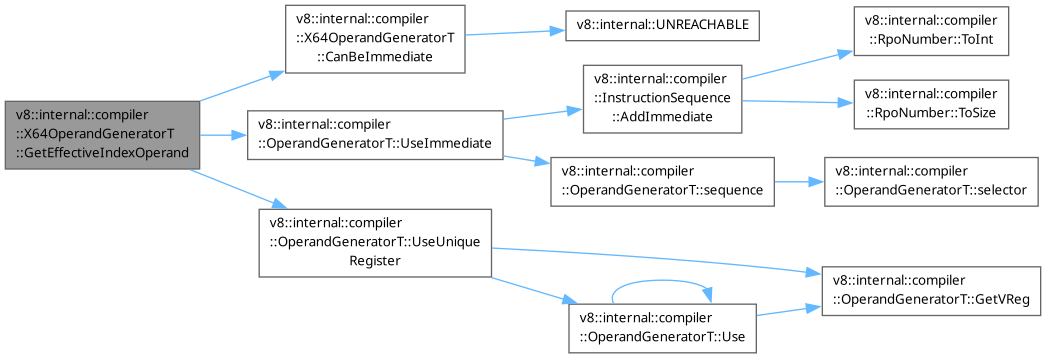 v8::internal::compiler
::X64OperandGeneratorT
::GetEffectiveIndexOperand
v8::internal::compiler
::X64OperandGeneratorT
::CanBeImmediate
v8::internal::UNREACHABLE
v8::internal::compiler
::OperandGeneratorT::UseImmediate
v8::internal::compiler
::InstructionSequence
::AddImmediate
v8::internal::compiler
::RpoNumber::ToInt
v8::internal::compiler
::RpoNumber::ToSize
v8::internal::compiler
::OperandGeneratorT::sequence
v8::internal::compiler
::OperandGeneratorT::selector
v8::internal::compiler
::OperandGeneratorT::UseUnique
Register
v8::internal::compiler
::OperandGeneratorT::Use
v8::internal::compiler
::OperandGeneratorT::GetVReg